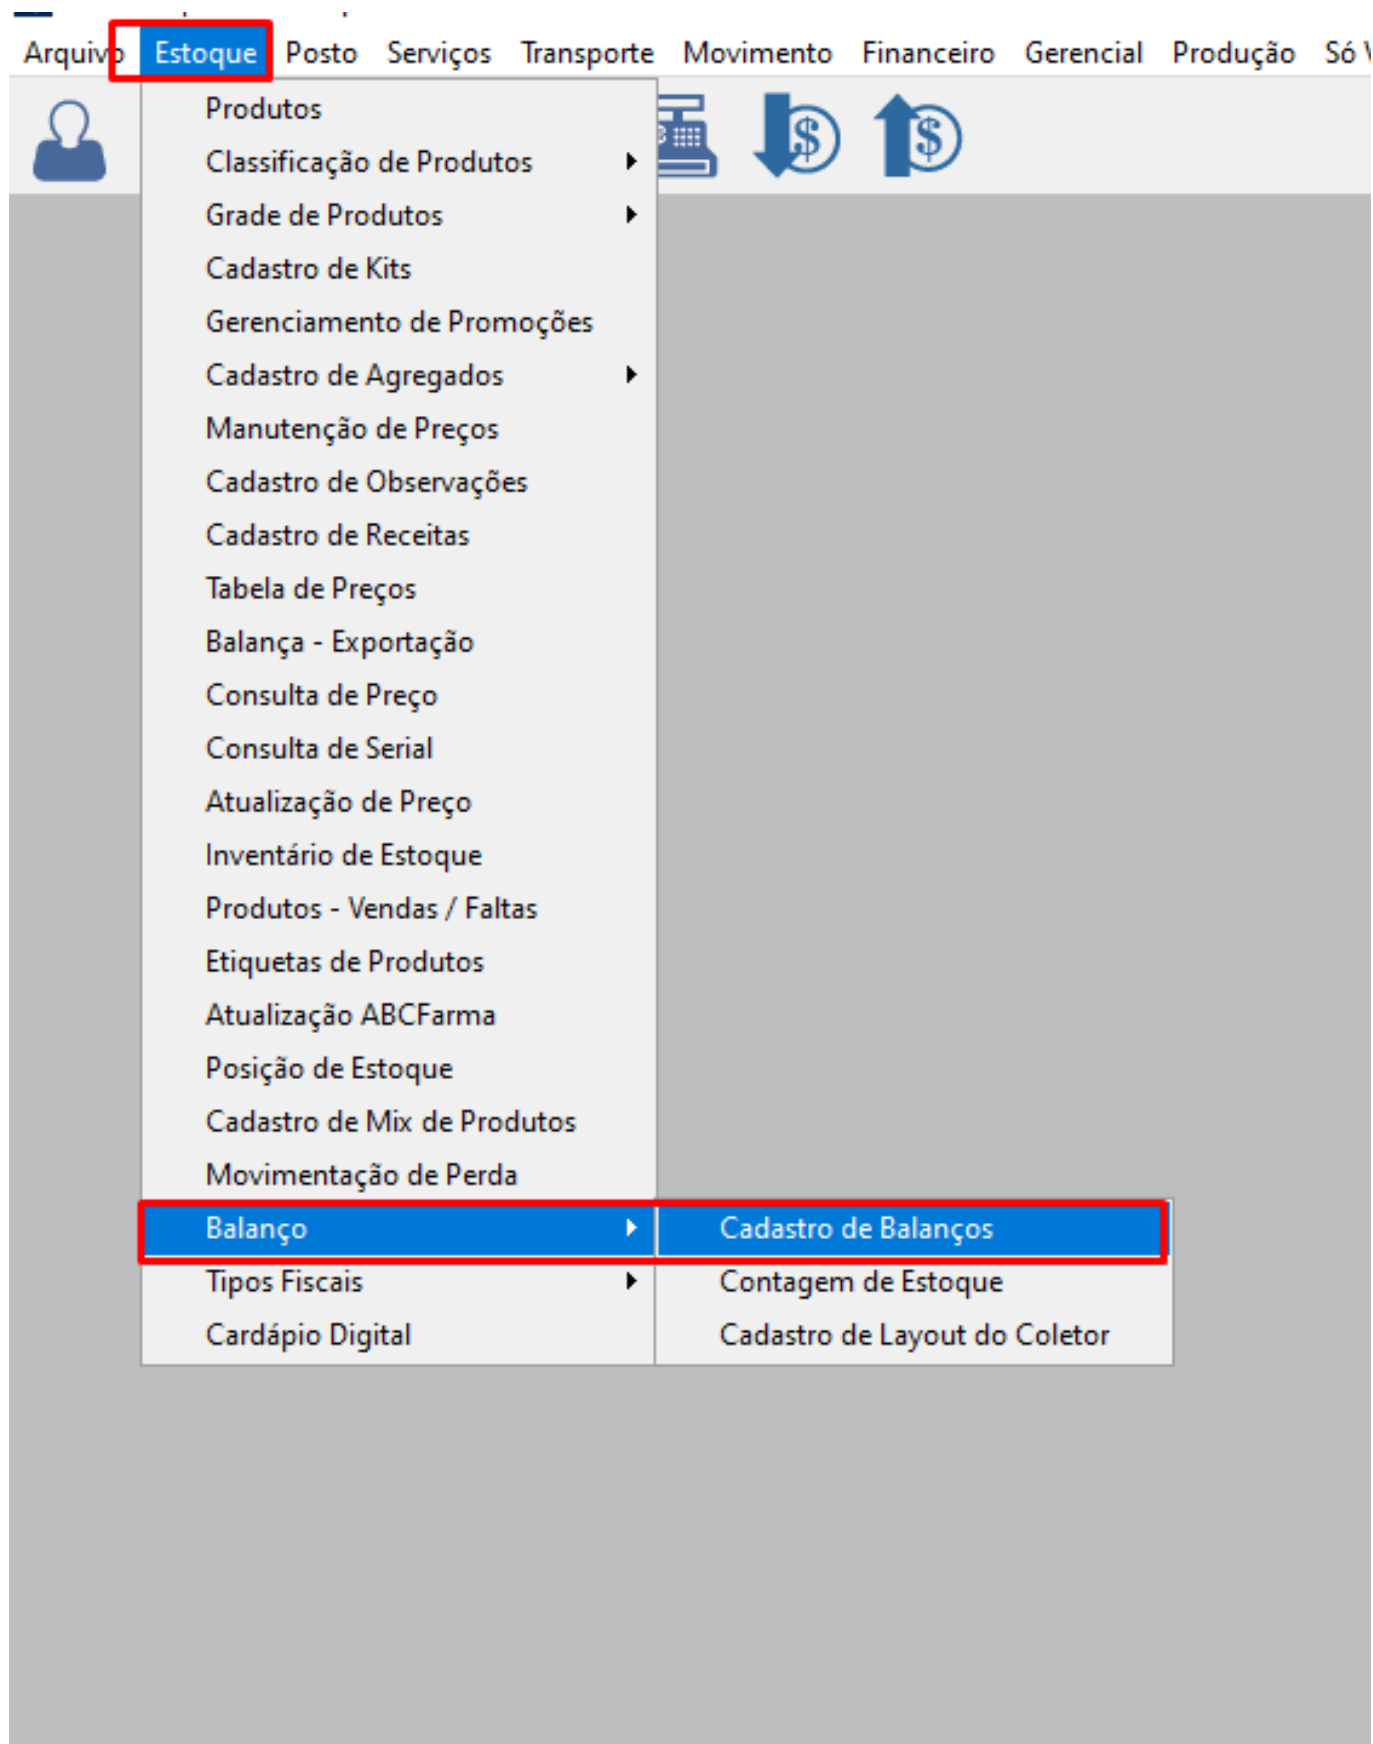 Arquivo Estoque Posto Serviços Transporte Movimento Financeiro Gerencial Produção Só
Produtos
Classificação de Produtos
Grade de Produtos
Cadastro de Kits
Gerenciamento de Promoções
Cadastro de Agregados
Manutenção de Preços
Cadastro de Observações
Cadastro de Receitas
Tabela de Preços
Balança - Exportação
Consulta de Preço
Consulta de Serial
Atualização de Preço
Inventário de Estoque
Produtos - Vendas / Faltas
Etiquetas de Produtos
Atualização ABCFarma
Posição de Estoque
Cadastro de Mix de Produtos
Movimentação de Perda
Balanço Cadastro de Balanços
Tipos Fiscais Contagem de Estoque
Cardápio Digital Cadastro de Layout do Coletor